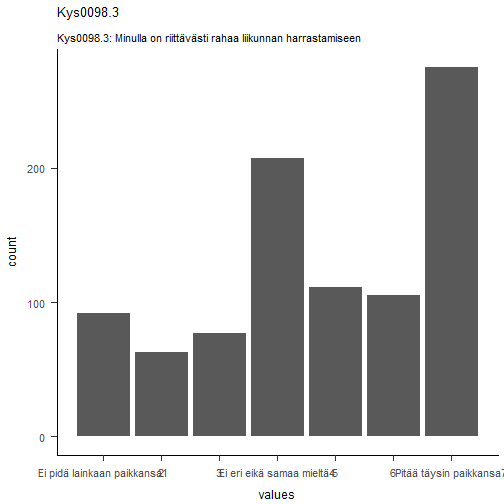 Kys0098.3
Kys0098.3: Minulla on riittävästi rahaa liikunnan harrastamiseen
200
100
0
count
Ei pidä lainkaan paikkansa1 2 3 Ei eri eikä samaa mieltä4 5 6 Pitää täysin paikkansa7
values